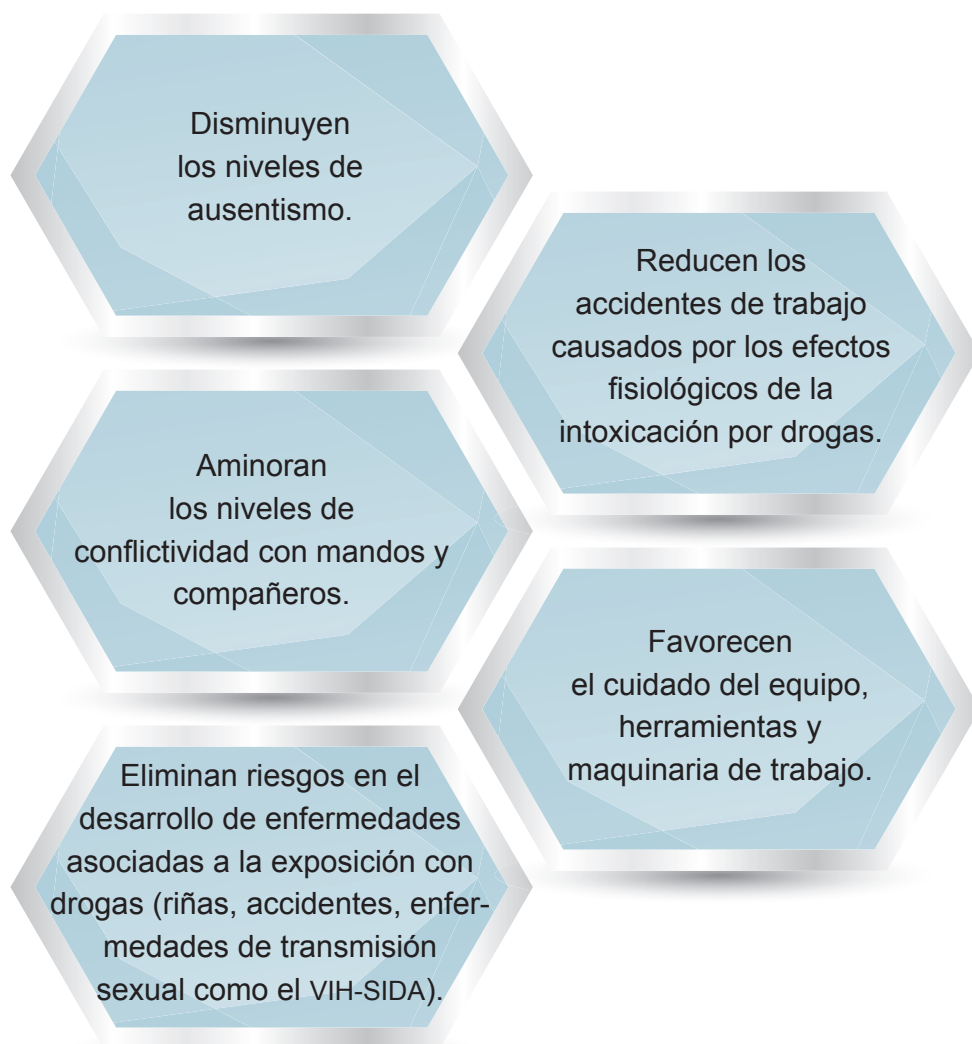 Disminuyen
los niveles de
ausentismo.
Reducen los
accidentes de trabajo
causados por los efectos
fisiológicos de la
intoxicación por drogas.
Aminoran
los niveles de
conflictividad con mandos y
compañeros.
Favorecen
el cuidado del equipo,
herramientas y
maquinaria de trabajo.
Eliminan riesgos en el
desarrollo de enfermedades
asociadas a la exposición con
drogas (riñas, accidentes, enfer-
medades de transmisión
sexual como el VIH-SIDA).